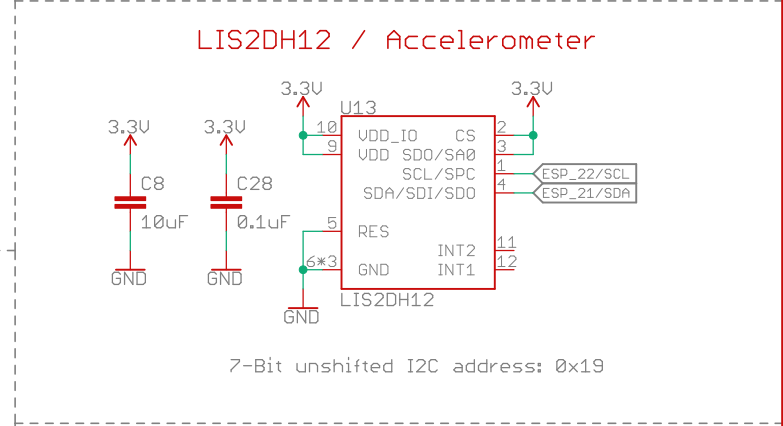 LIS2DH12 / Accelerometer
3.3V
3.3V
U13
3.3V
3.3V
10
VDD_IO
CS
2
9
VDD
SDO/SA0
3
SCL/SPC
1
ESP_22/SCL
C8
C28
SDA/SDI/SDO
4
ESP_21/SDA
10uF
0.1uF
5
RES
INT2
11
6*3
GND
INT1
12
GND
GND
LIS2DH12
GND
7-Bit unshifted I2C address: 0x19